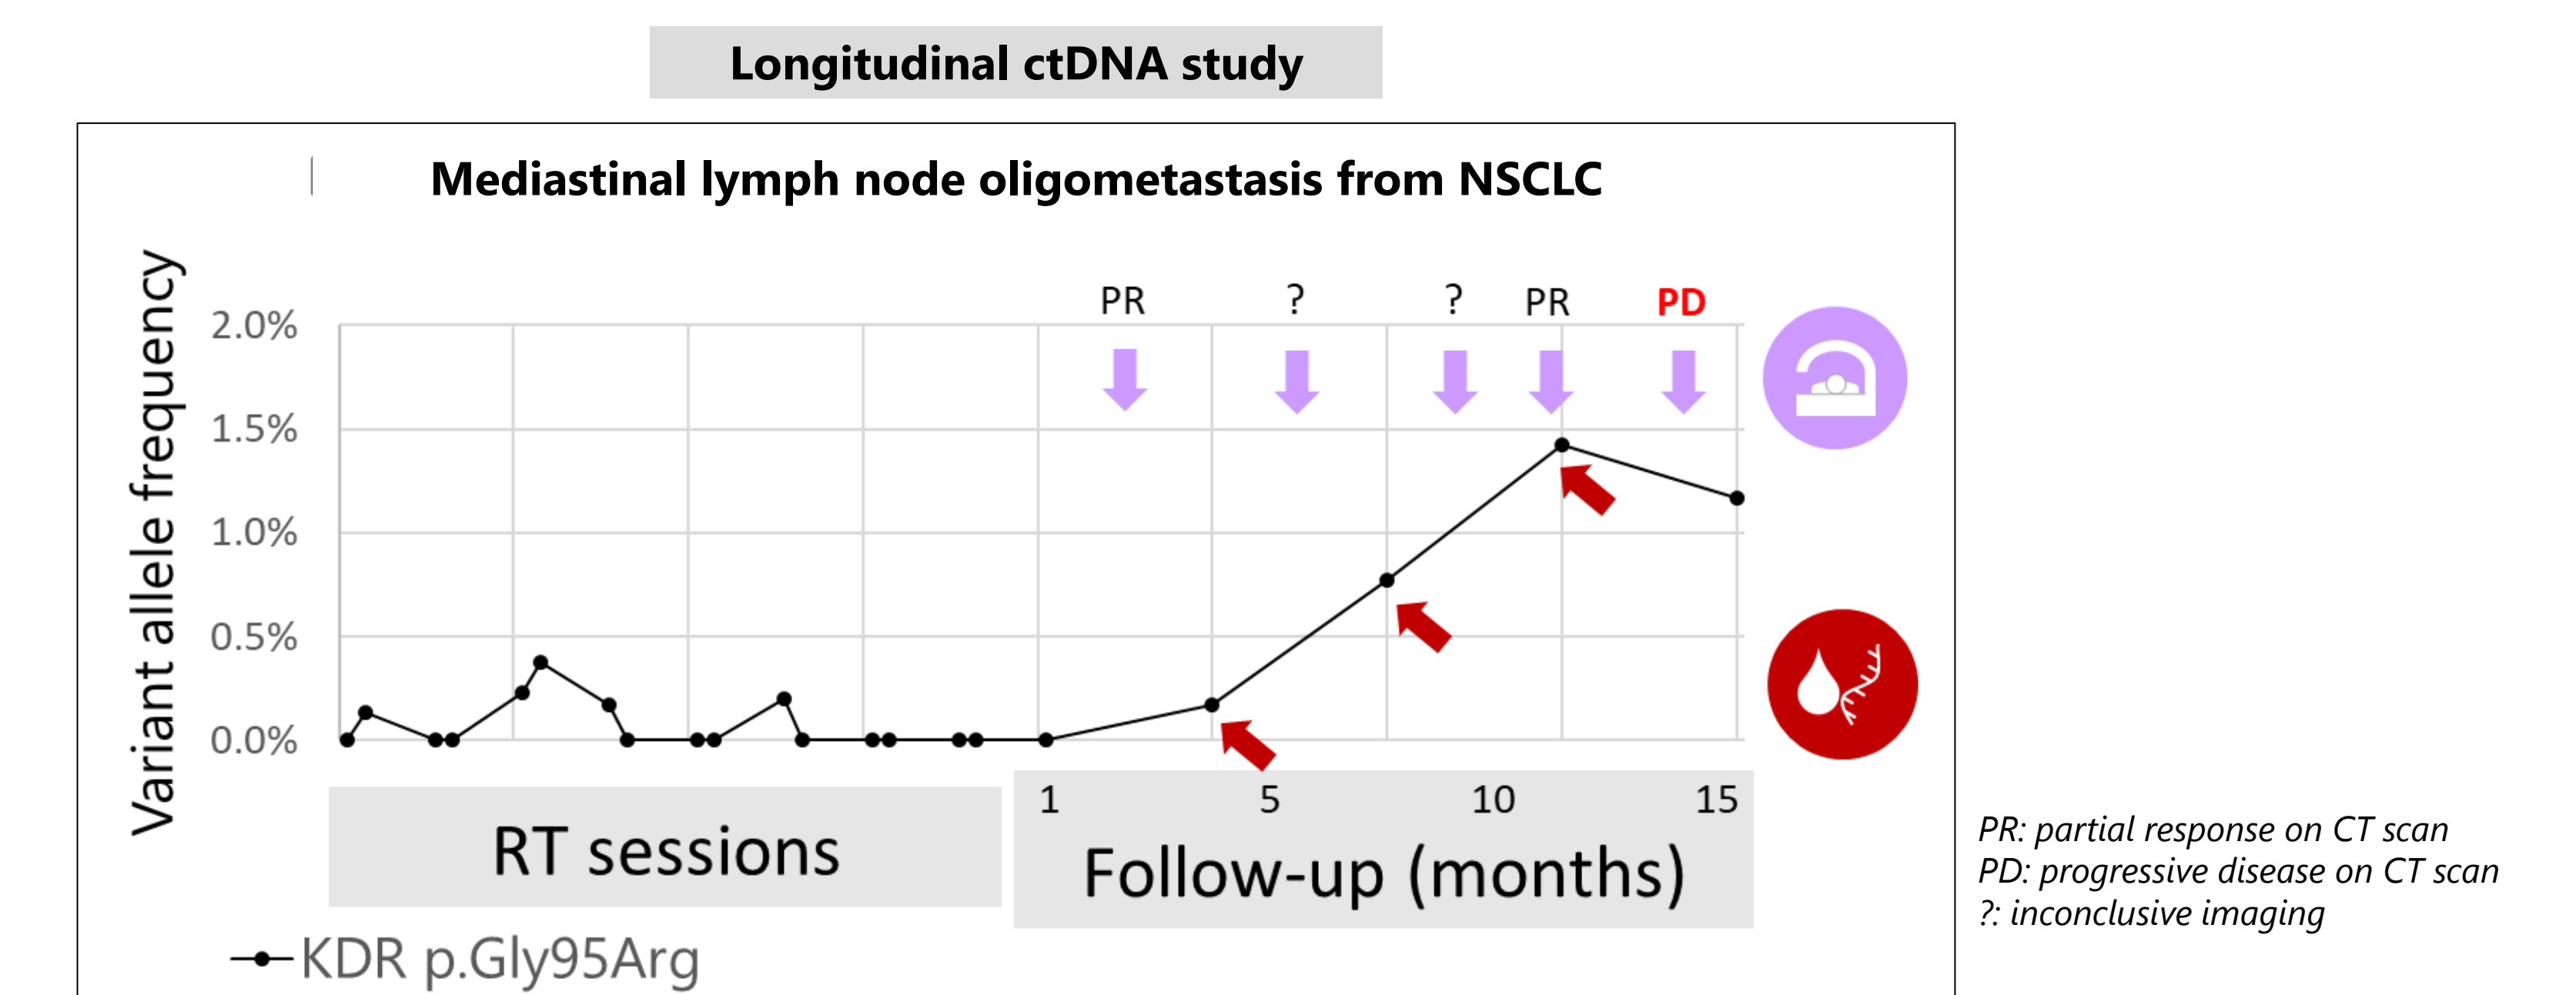 Longitudinal ctDNA study
Mediastinal lymph node oligometastasis from NSCLC
Variant allele frequency
PR ? ? PR PD
2.0%
1.5%
1.0%
0.5%
0.0%
1 5 10 15
RT sessions
Follow-up (months)
KDR p.Gly95Arg
PR: partial response on CT scan
PD: progressive disease on CT scan
?: inconclusive imaging